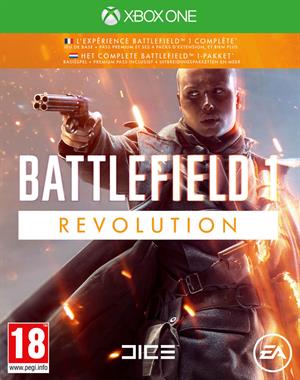 XBOX ONE
L'EXPÉRIENCE BATTLEFIELD™ 1 COMPLÈTE*
JEU DE BASE + PASS PREMIUM ET SES 4 PACKS D'EXTENSION, ET BIEN PLUS.
HET COMPLETE BATTLEFIELD™ 1-PAKKET*
BASISSPEL + PREMIUM PASS-INCLUSIEF 4 UITBREIDINGSPAKKETTEN EN MEER
BATTLEFIELD 1
REVOLUTION
18
www.pegi.info
DICE™
EA